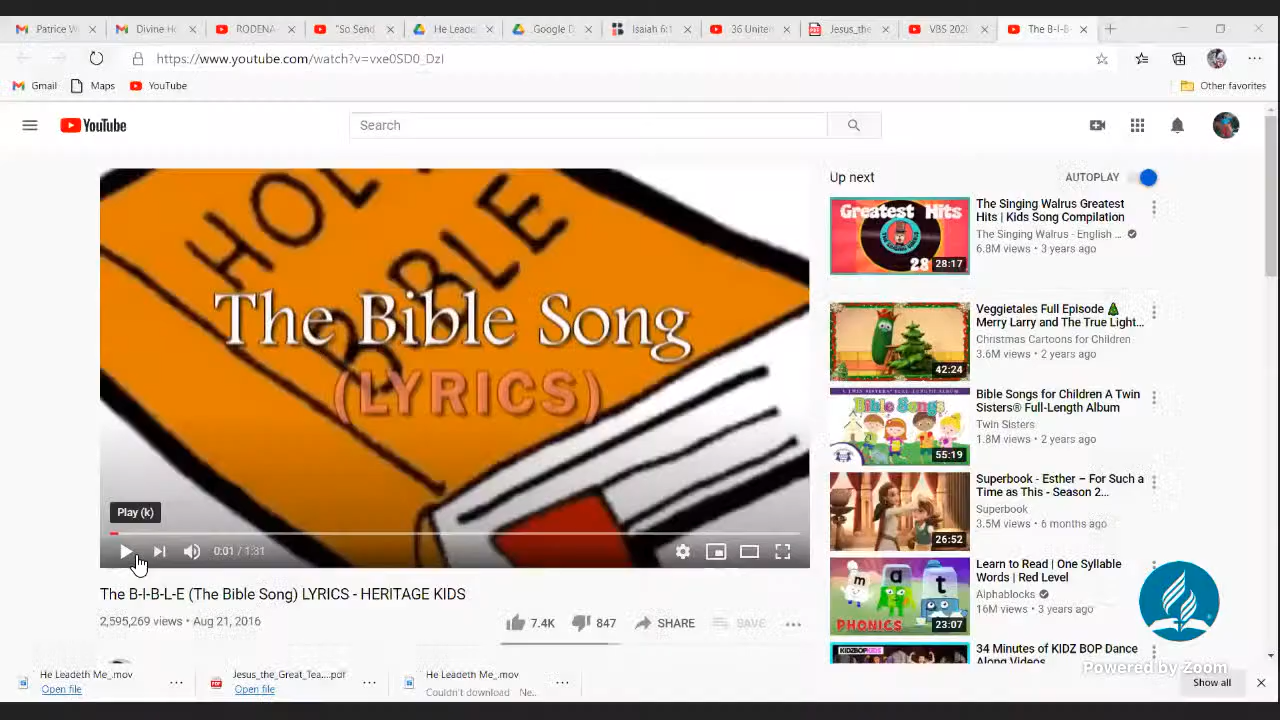 Patrice W
Divine Ho
RODENA
"So Send
He Leade
Google D
Isaiah 6:1
36 Unite
Jesus_the
VBS 202
The B-I-B
https://www.youtube.com/watch?v=vxe0SD0_DzI
Gmail
Maps
YouTube
Other favorites
YouTube
Search
HOL
BIBLE
The Bible Song
(LYRICS)
Play (k)
0:01 / 1:31
The B-I-B-L-E (The Bible Song) LYRICS - HERITAGE KIDS
2,595,269 views • Aug 21, 2016
7.4K
847
SHARE
SAVE
Up next
AUTOPLAY
Greatest Hits
28
28:17
The Singing Walrus Greatest
Hits | Kids Song Compilation
The Singing Walrus - English ...
6.8M views • 3 years ago
42:24
Veggietales Full Episode 🎄
Merry Larry and The True Light...
Christmas Cartoons for Children
3.6M views • 2 years ago
Bible Songs
55:19
Bible Songs for Children A Twin
Sisters® Full-Length Album
Twin Sisters
1.8M views • 2 years ago
26:52
Superbook - Esther – For Such a
Time as This - Season 2...
Superbook
3.5M views • 6 months ago
m a t
PHONICS
23:07
Learn to Read | One Syllable
Words | Red Level
Alphablocks
16M views • 3 years ago
34 Minutes of KIDZ BOP Dance
Along Videos
Powered by Zoom
He Leadeth Me_.mov
Open file
Jesus_the_Great_Tea....pdf
Open file
He Leadeth Me_.mov
Couldn't download
Show all